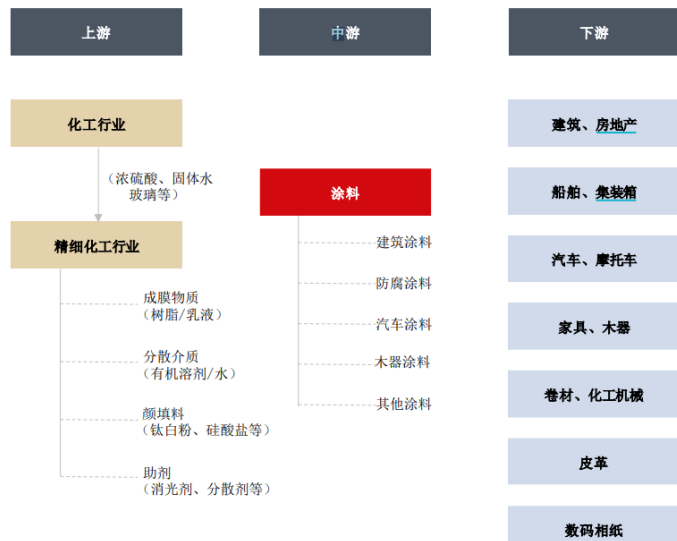 上游
中游
下游
化工行业
（浓硫酸、固体水
玻璃等）
精细化工行业
成膜物质
（树脂/乳液）
分散介质
（有机溶剂/水）
颜填料
（钛白粉、硅酸盐等）
助剂
（消光剂、分散剂等）
涂料
建筑涂料
防腐涂料
汽车涂料
木器涂料
其他涂料
建筑、房地产
船舶、集装箱
汽车、摩托车
家具、木器
卷材、化工机械
皮革
数码相纸